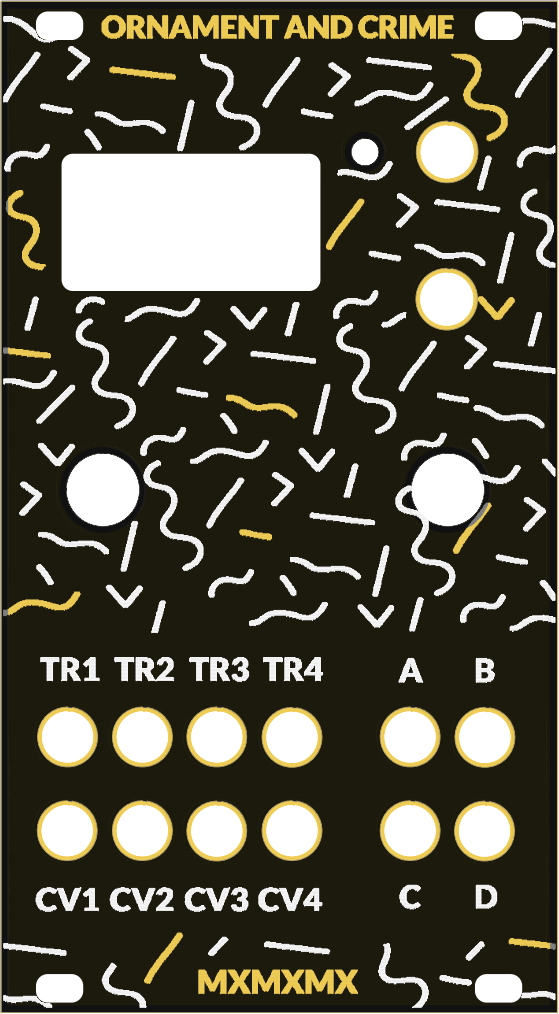 ORNAMENT AND CRIME
TR1 TR2 TR3 TR4 A B
CV1 CV2 CV3 CV4 C D
MXMXMX